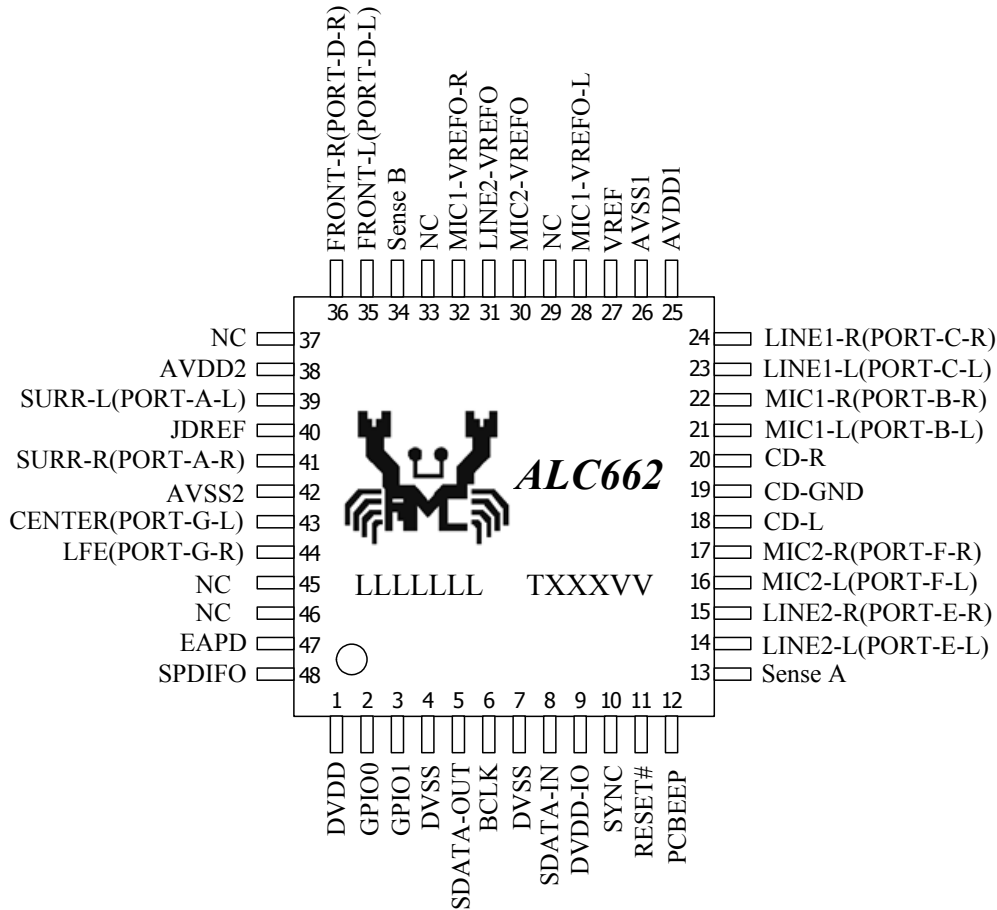 FRONT-R(PORT-D-R)
FRONT-L(PORT-D-L)
Sense B
NC
MIC1-VREFO-R
LINE2-VREFO
MIC2-VREFO
NC
MIC1-VREFO-L
VREF
AVSS1
AVDD1
36 35 34 33 32 31 30 29 28 27 26 25
NC 37
AVDD2 38
SURR-L(PORT-A-L) 39
JDREF 40
SURR-R(PORT-A-R) 41
AVSS2 42
CENTER(PORT-G-L) 43
LFE(PORT-G-R) 44
NC 45
NC 46
EAPD 47
SPDIFO 48
ALC662
LLLLLLL TXXXVV
24 LINE1-R(PORT-C-R)
23 LINE1-L(PORT-C-L)
22 MIC1-R(PORT-B-R)
21 MIC1-L(PORT-B-L)
20 CD-R
19 CD-GND
18 CD-L
17 MIC2-R(PORT-F-R)
16 MIC2-L(PORT-F-L)
15 LINE2-R(PORT-E-R)
14 LINE2-L(PORT-E-L)
13 Sense A
1 2 3 4 5 6 7 8 9 10 11 12
DVDD
GPIO0
GPIO1
DVSS
SDATA-OUT
BCLK
DVSS
SDATA-IN
DVDD-IO
SYNC
RESET#
PCBEEP